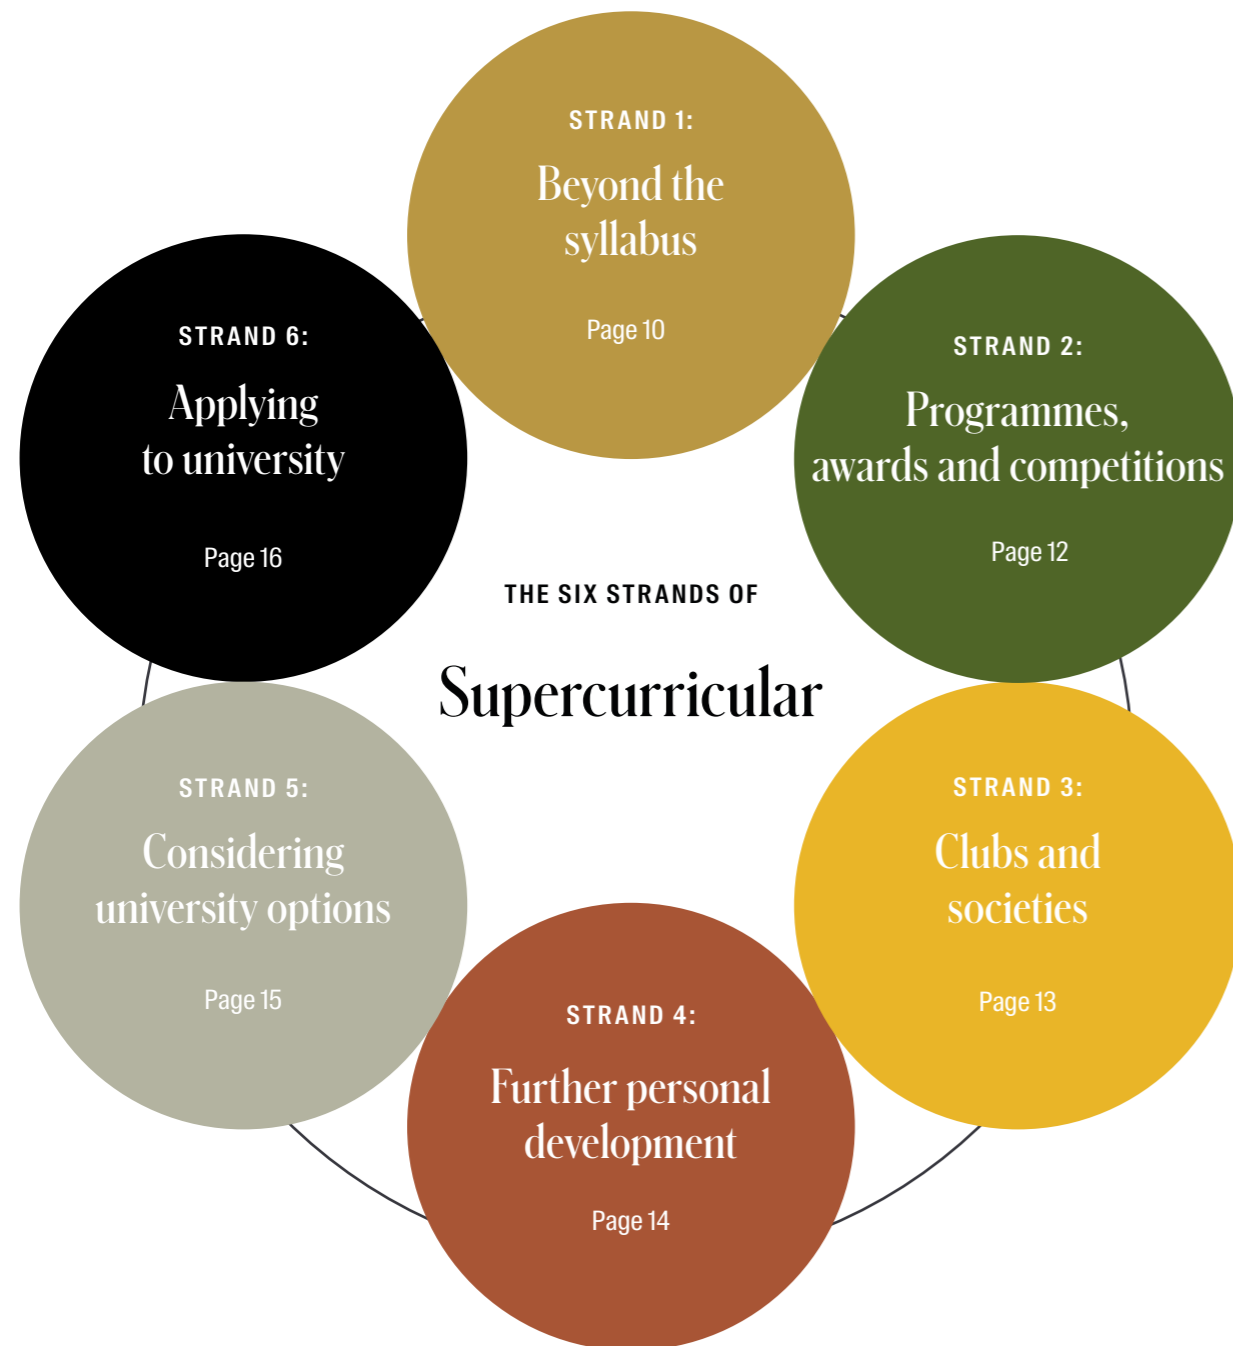 STRAND 1:
Beyond the
syllabus
Page 10
STRAND 2:
Programmes,
awards and competitions
Page 12
STRAND 3:
Clubs and
societies
Page 13
STRAND 4:
Further personal
development
Page 14
STRAND 5:
Considering
university options
Page 15
STRAND 6:
Applying
to university
Page 16
THE SIX STRANDS OF
Supercurricular